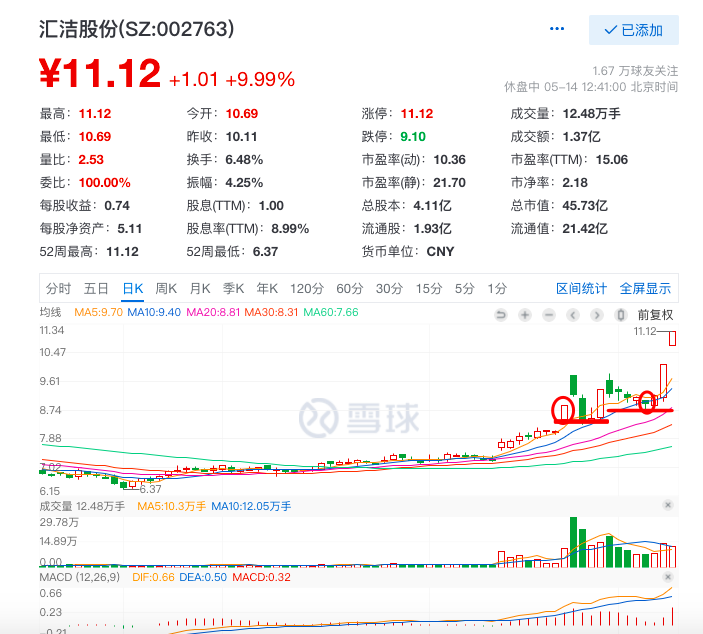 汇洁股份(SZ:002763)
··· ✓已添加
¥11.12 +1.01 +9.99%
1.67 万球友关注
休盘中 05-14 12:41:00 北京时间
最高：11.12 今开：10.69 涨停：11.12 成交量：12.48万手
最低：10.69 昨收：10.11 跌停：9.10 成交额：1.37亿
量比：2.53 换手：6.48% 市盈率(动)：10.36 市盈率(TTM)：15.06
委比：100.00% 振幅：4.25% 市盈率(静)：21.70 市净率：2.18
每股收益：0.74 股息(TTM)：1.00 总股本：4.11亿 总市值：45.73亿
每股净资产：5.11 股息率(TTM)：8.99% 流通股：1.93亿 流通值：21.42亿
52周最高：11.12 52周最低：6.37 货币单位：CNY
分时 五日 日K 周K 月K 季K 年K 120分 60分 30分 15分 5分 1分 区间统计 全屏显示
均线 MA5:9.70 MA10:9.40 MA20:8.81 MA30:8.31 MA60:7.66 前复权
11.34
11.12
10.47
9.61
8.74
雪球
7.88
7.02
6.15
6.37
成交量 12.48万手 MA5:10.3万手 MA10:12.05万手
29.78万
14.89万
0.00
MACD (12,26,9) DIF:0.66 DEA:0.50 MACD:0.32
0.66
0.23
-0.21